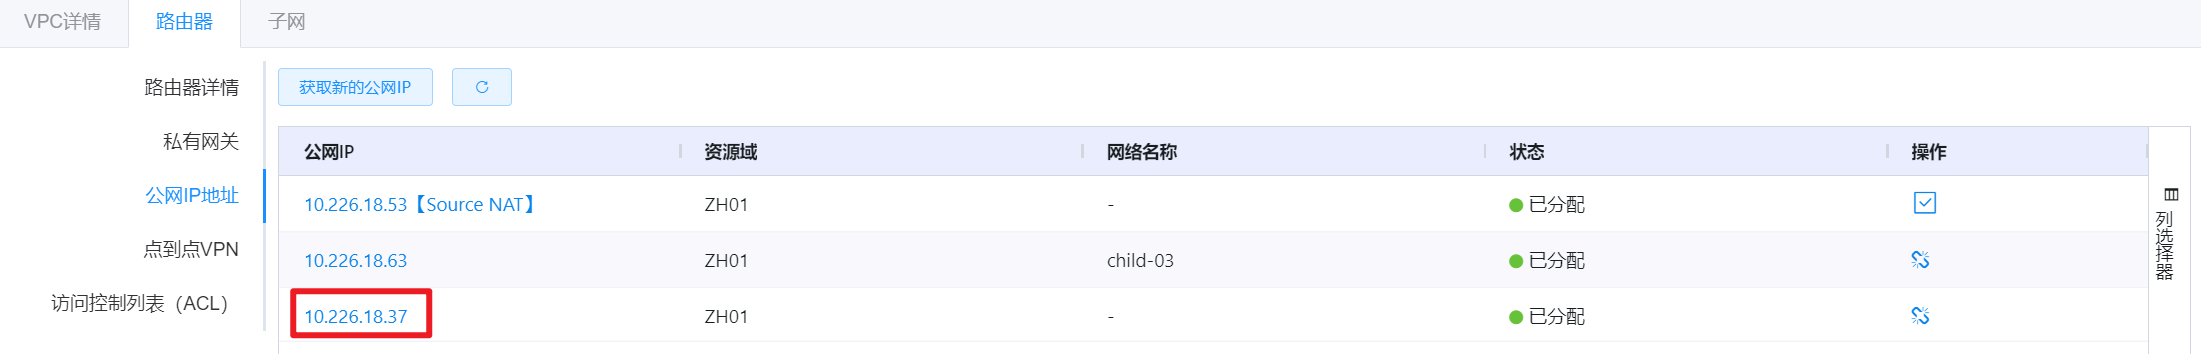 VPC详情 路由器 子网
路由器详情
私有网关
公网IP地址
点到点VPN
访问控制列表（ACL）
获取新的公网IP
公网IP 资源域 网络名称 状态 操作
10.226.18.53【Source NAT】 ZH01 - 已分配
10.226.18.63 ZH01 child-03 已分配
10.226.18.37 ZH01 - 已分配
列选择器